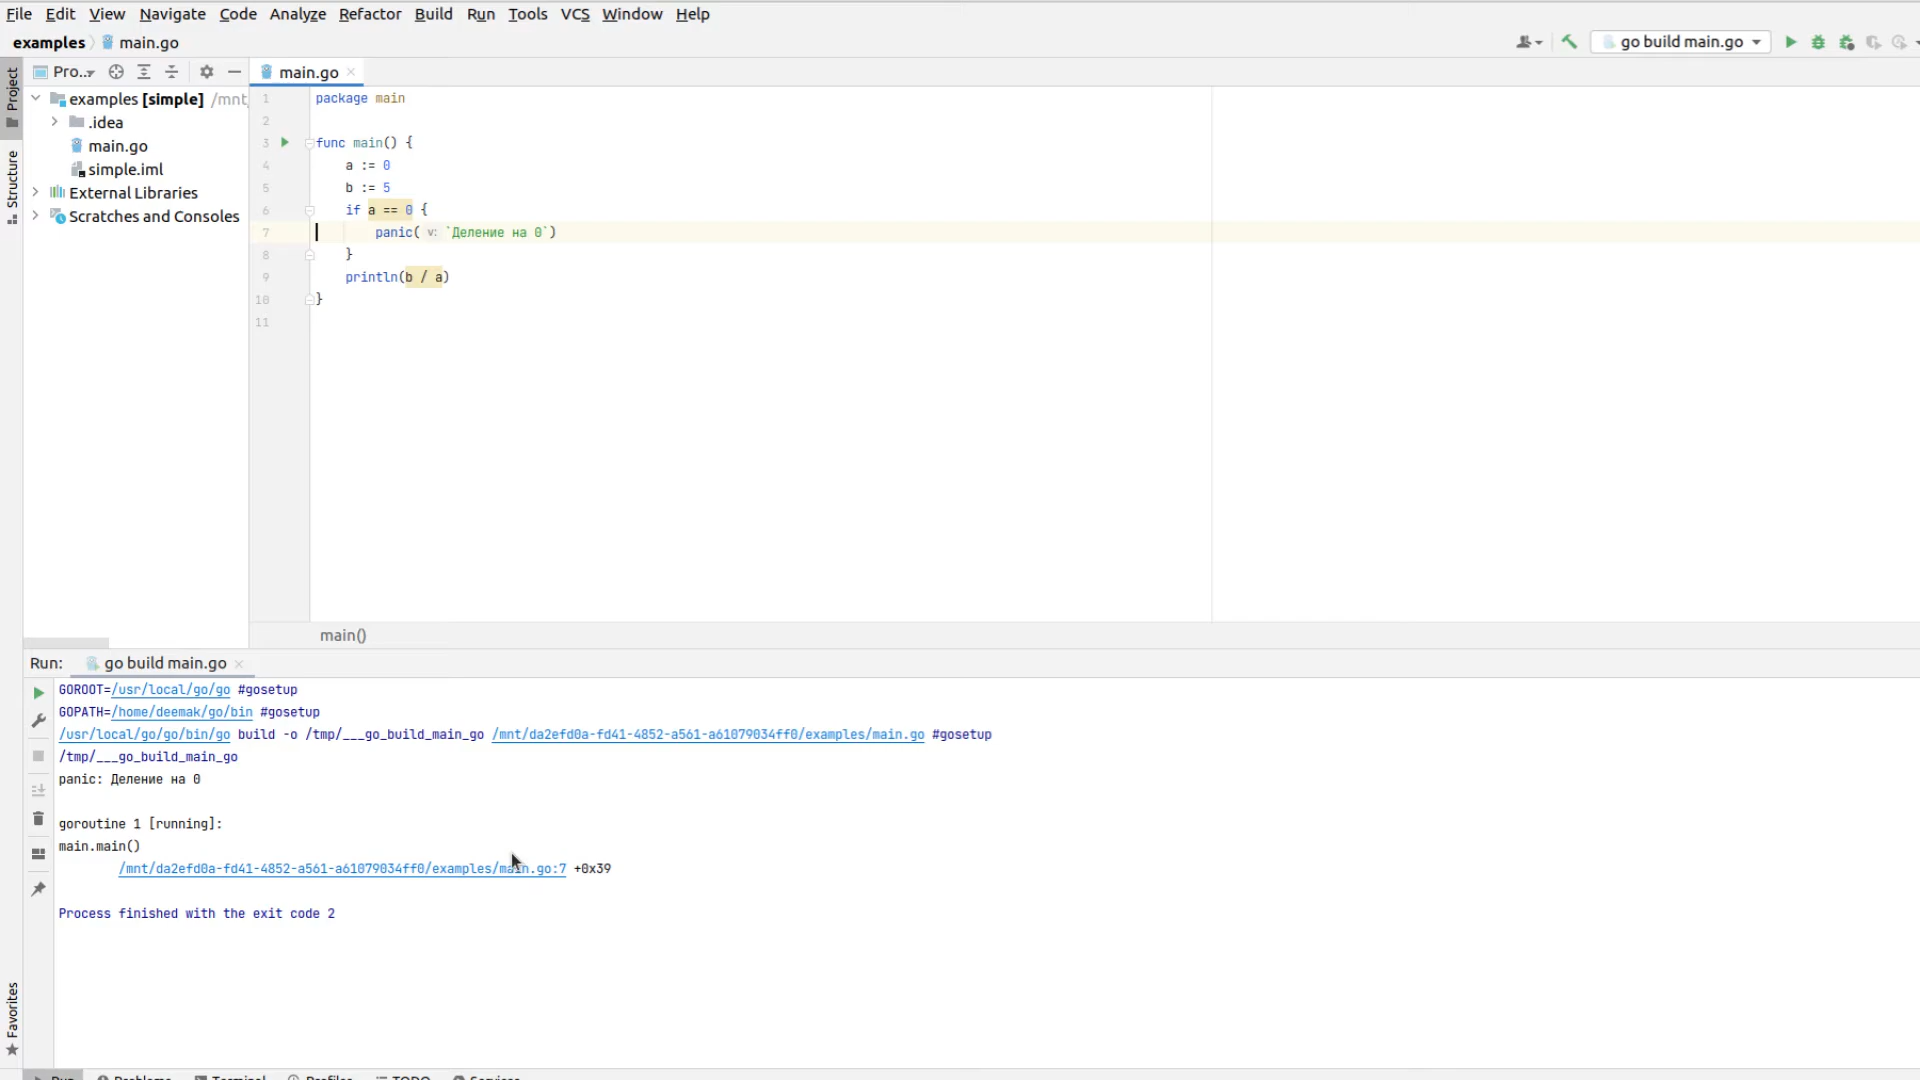 File Edit View Navigate Code Analyze Refactor Build Run Tools VCS Window Help
examples main.go
go build main.go
Project
Pro..
main.go
examples [simple] /mnt
.idea
main.go
simple.iml
External Libraries
Scratches and Consoles
Structure
1 package main
2
3 func main() {
4 a := 0
5 b := 5
6 if a == 0 {
7 panic( v: `Деление на 0`)
8 }
9 println(b / a)
10 }
11
main()
Run: go build main.go
GOROOT=/usr/local/go/go #gosetup
GOPATH=/home/deemak/go/bin #gosetup
/usr/local/go/go/bin/go build -o /tmp/___go_build_main_go /mnt/da2efd0a-fd41-4852-a561-a61079034ff0/examples/main.go #gosetup
/tmp/___go_build_main_go
panic: Деление на 0
goroutine 1 [running]:
main.main()
/mnt/da2efd0a-fd41-4852-a561-a61079034ff0/examples/main.go:7 +0x39
Process finished with the exit code 2
Favorites
Run Problems Terminal Profiler TODO Services